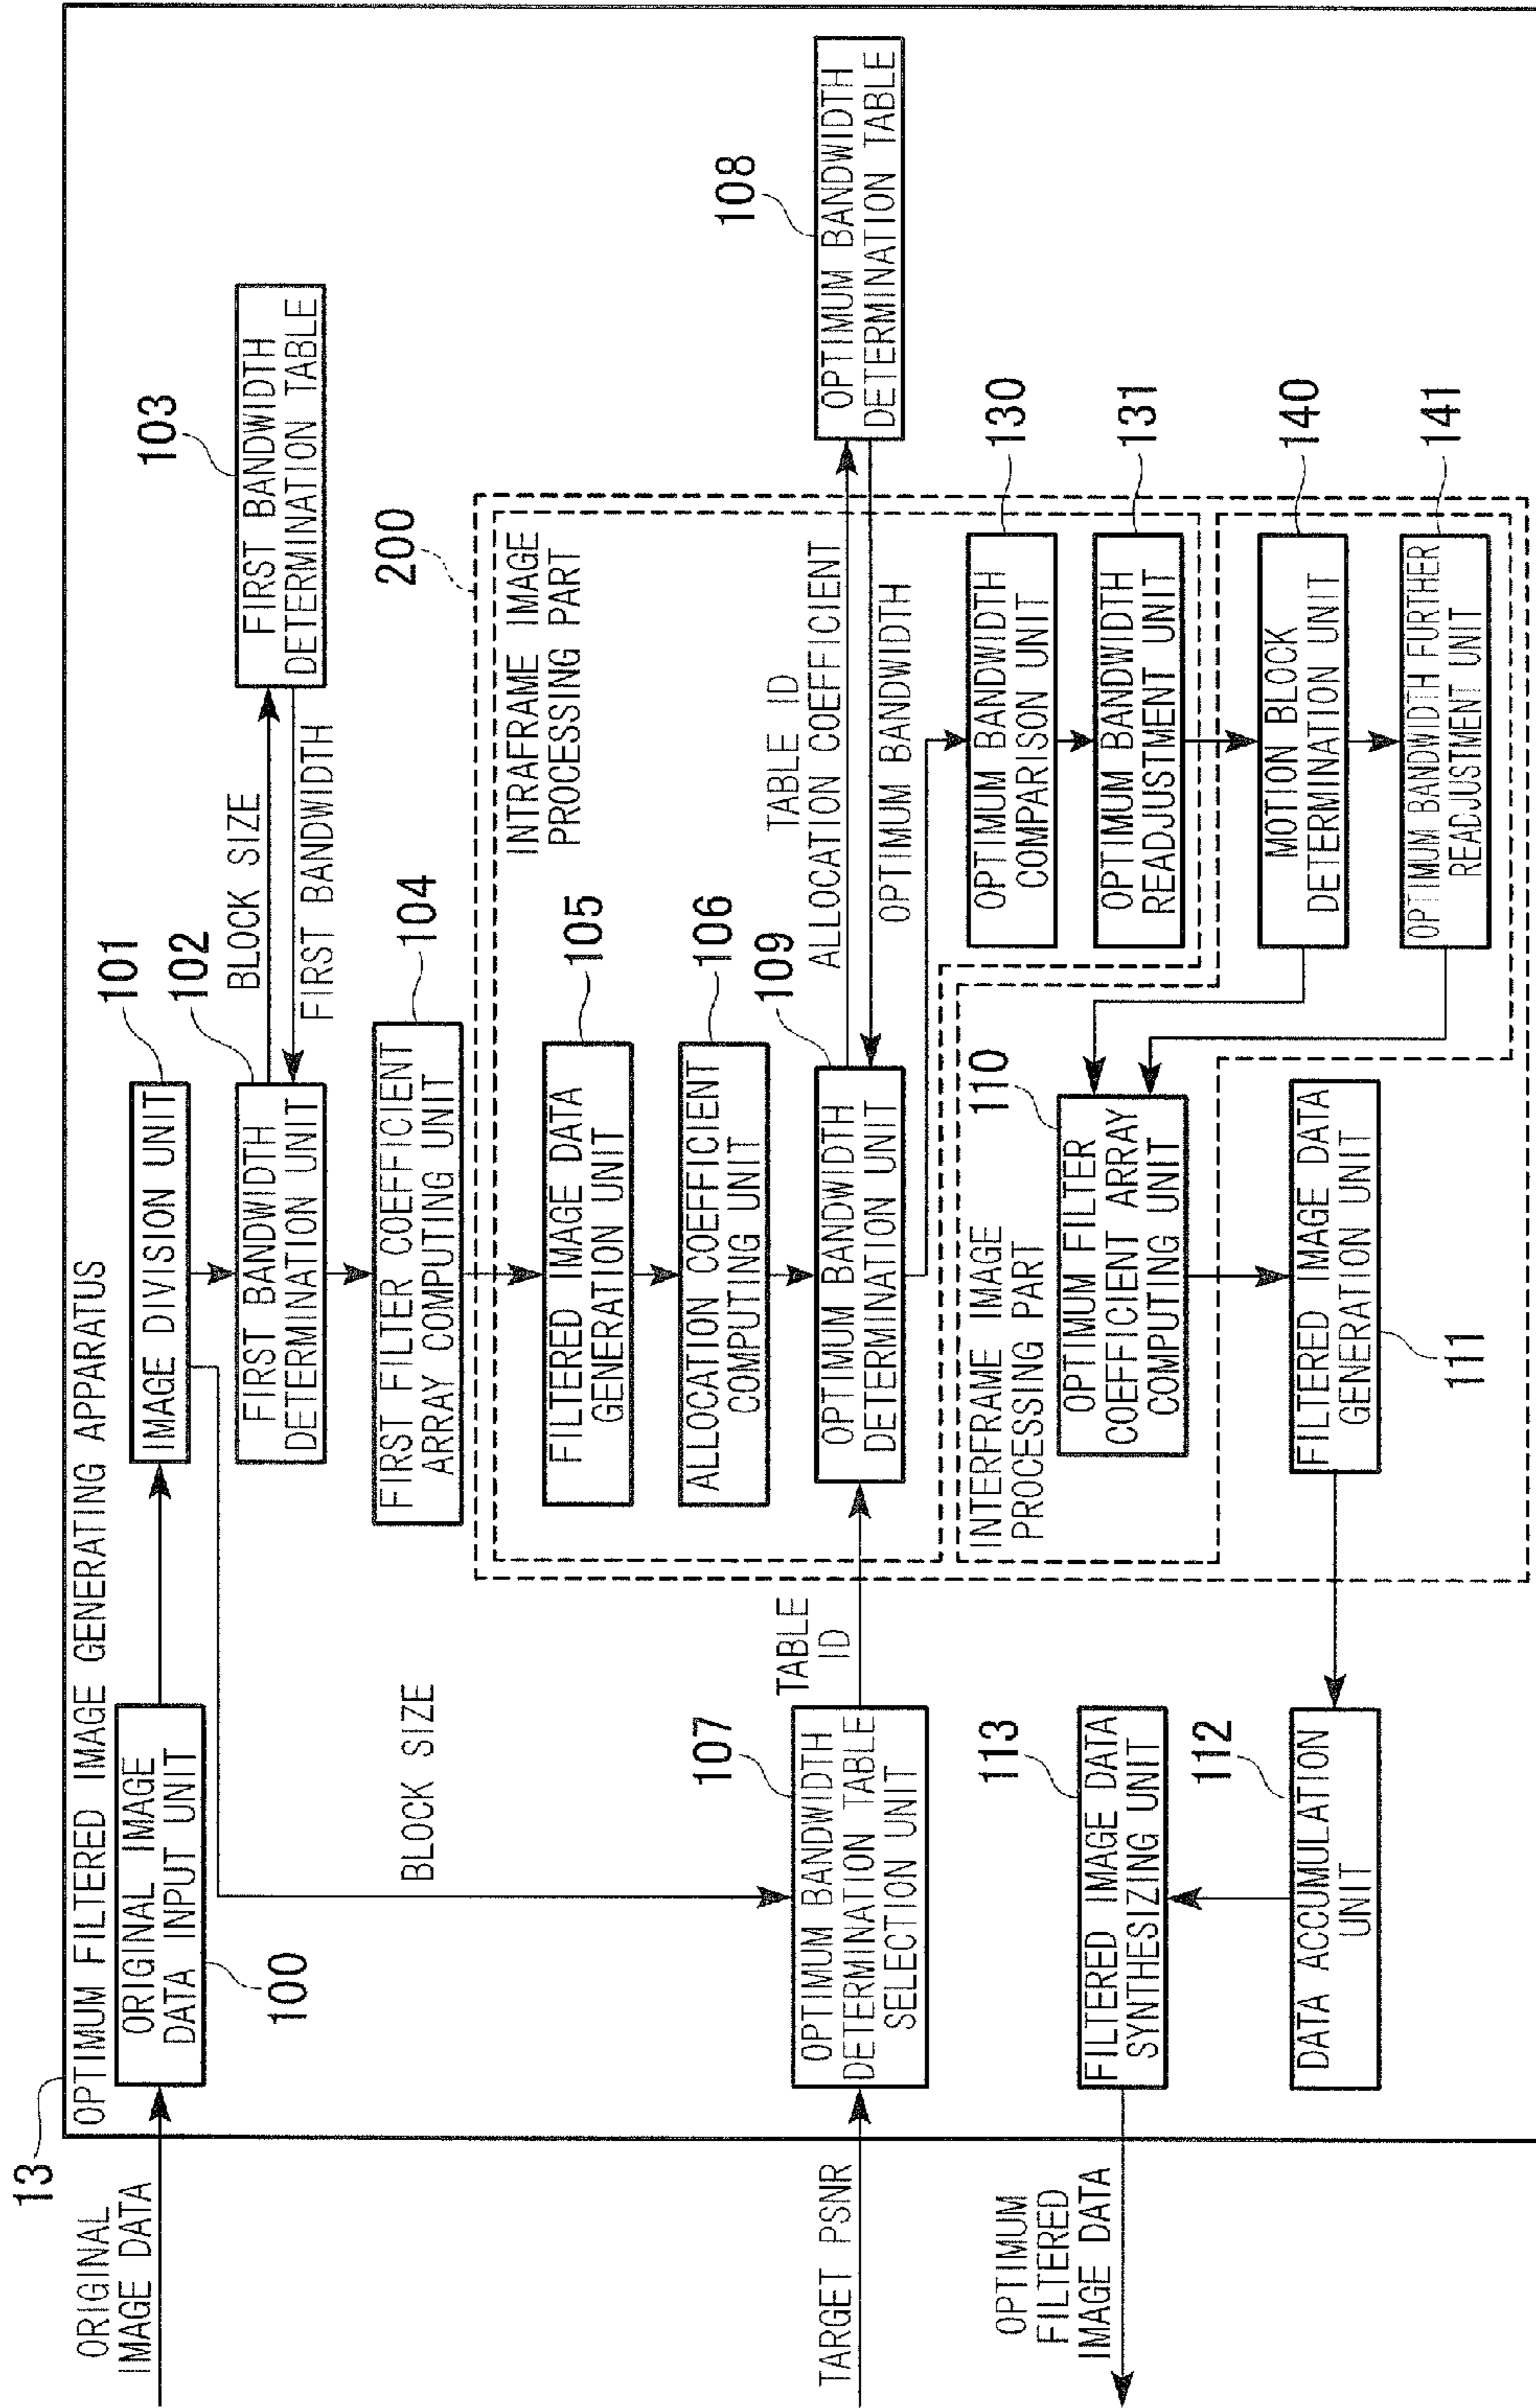 13
OPTIMUM FILTERED IMAGE GENERATING APPARATUS
ORIGINAL
IMAGE DATA
ORIGINAL IMAGE
DATA INPUT UNIT
100
IMAGE DIVISION UNIT
101
FIRST BANDWIDTH
DETERMINATION UNIT
102
BLOCK SIZE
FIRST BANDWIDTH
FIRST BANDWIDTH
DETERMINATION TABLE
103
FIRST FILTER COEFFICIENT
ARRAY COMPUTING UNIT
104
BLOCK SIZE
200
INTRAFRAME IMAGE
PROCESSING PART
FILTERED IMAGE DATA
GENERATION UNIT
105
ALLOCATION COEFFICIENT
COMPUTING UNIT
106
TARGET PSNR
OPTIMUM BANDWIDTH
DETERMINATION TABLE
SELECTION UNIT
107
TABLE
ID
OPTIMUM BANDWIDTH
DETERMINATION UNIT
109
TABLE ID
ALLOCATION COEFFICIENT
OPTIMUM BANDWIDTH
OPTIMUM BANDWIDTH
DETERMINATION TABLE
108
OPTIMUM BANDWIDTH
COMPARISON UNIT
130
OPTIMUM BANDWIDTH
READJUSTMENT UNIT
131
INTERFRAME IMAGE
PROCESSING PART
OPTIMUM FILTER
COEFFICIENT ARRAY
COMPUTING UNIT
110
MOTION BLOCK
DETERMINATION UNIT
140
OPTIMUM BANDWIDTH FURTHER
READJUSTMENT UNIT
141
FILTERED IMAGE DATA
GENERATION UNIT
111
OPTIMUM
FILTERED
IMAGE DATA
FILTERED IMAGE DATA
SYNTHESIZING UNIT
113
DATA ACCUMULATION
UNIT
112